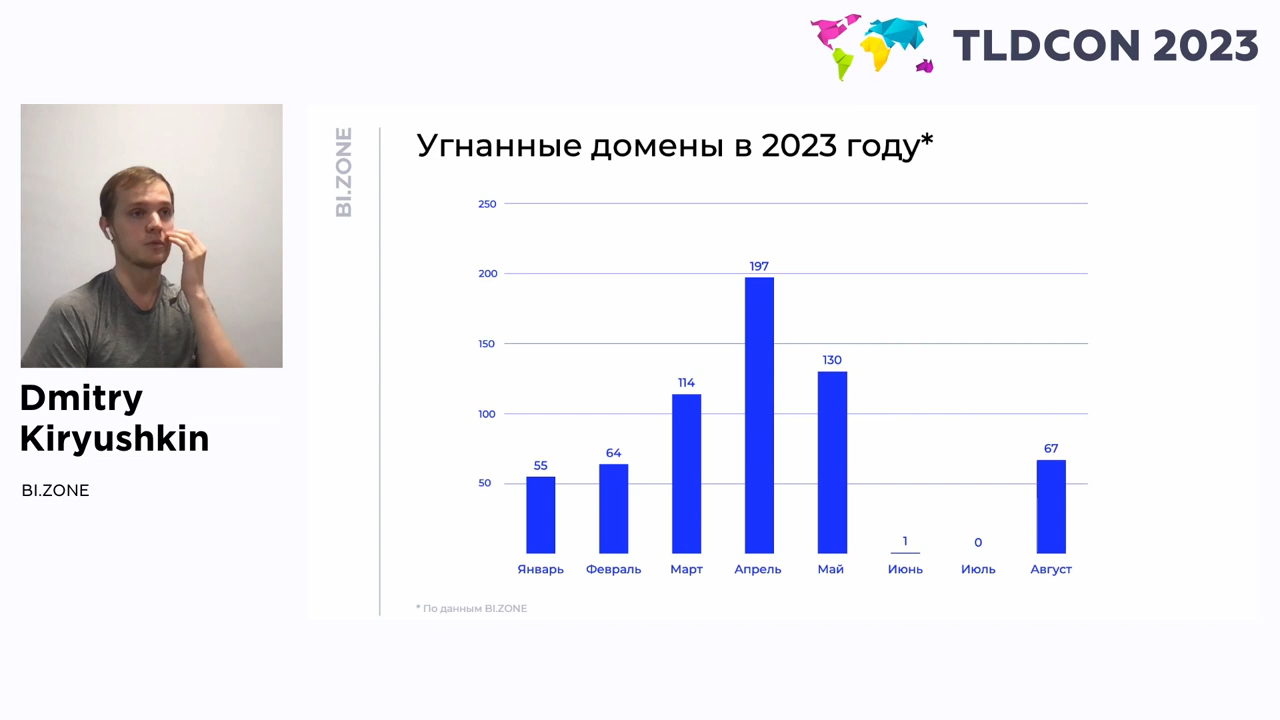 TLDCON 2023
BI.ZONE
Угнанные домены в 2023 году*
250
200
150
100
50
55
64
114
197
130
1
0
67
Январь
Февраль
Март
Апрель
Май
Июнь
Июль
Август
* По данным BI.ZONE
Dmitry
Kiryushkin
BI.ZONE